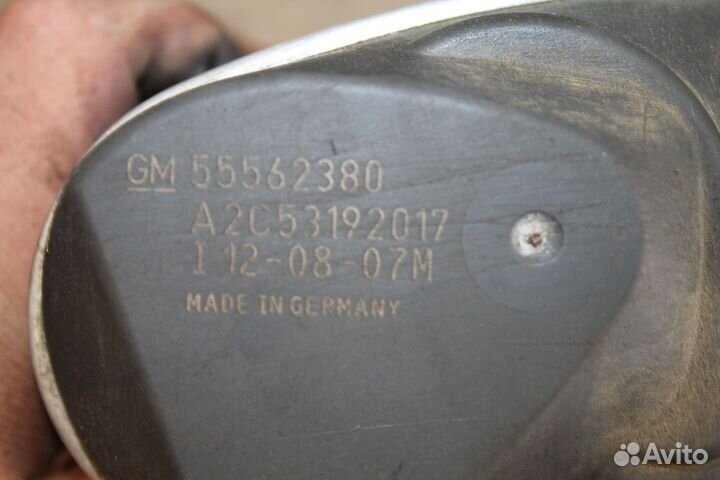 GM 55562380
A2C53192017
I 12-08-07M
MADE IN GERMANY
Avito